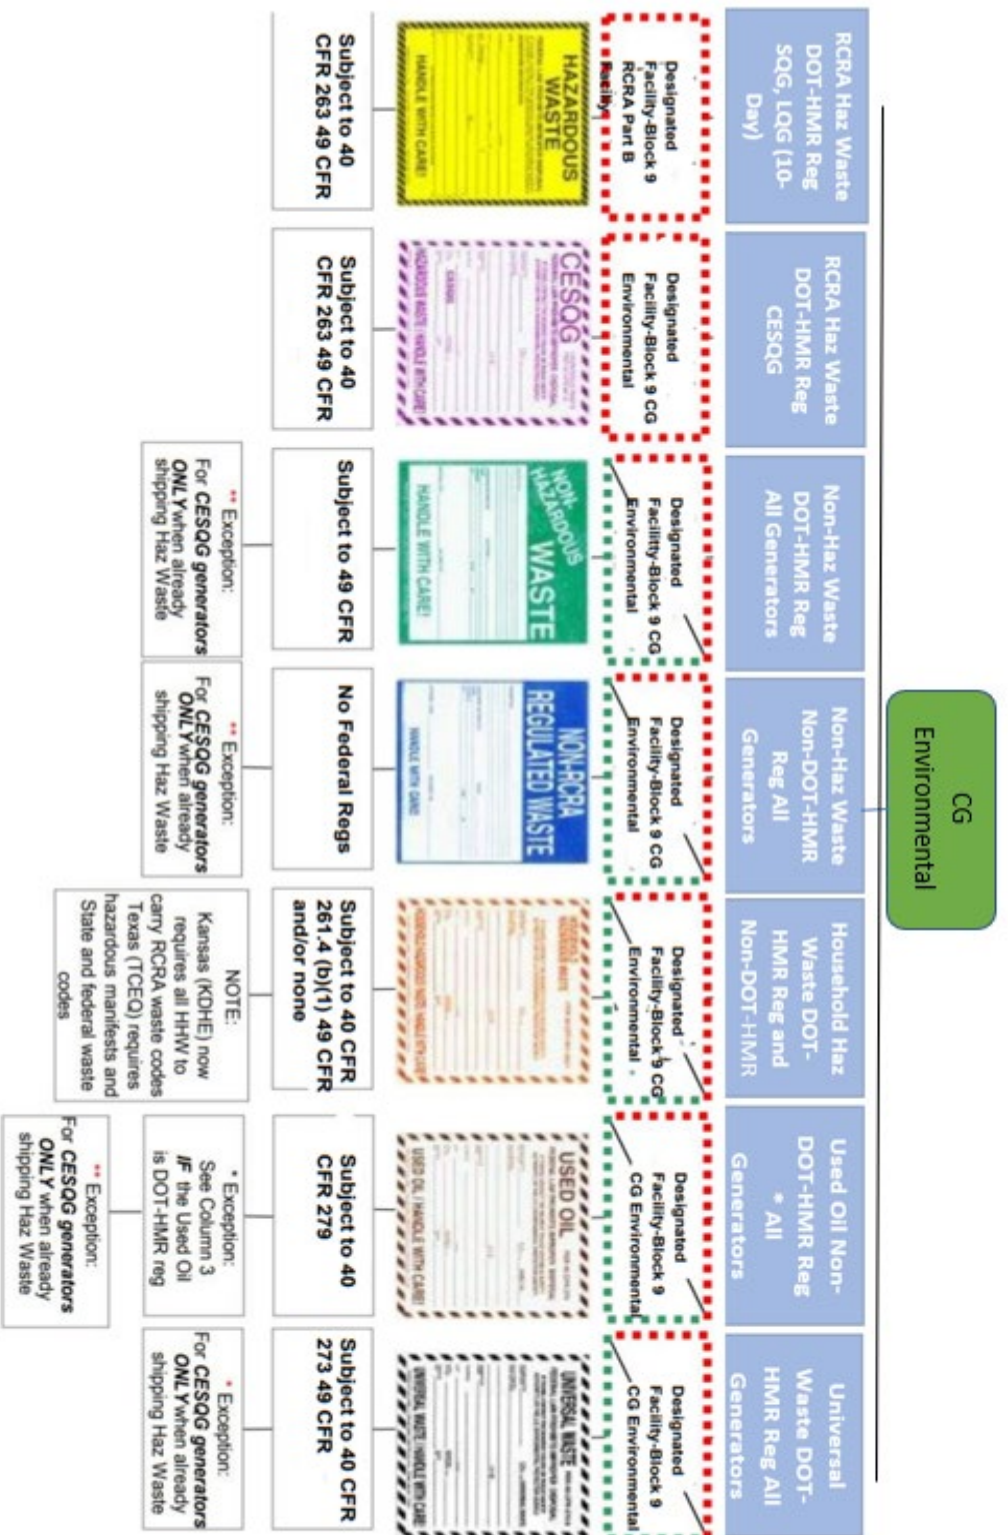 CG
Environmental
RCRA Haz Waste
DOT-HMR Reg
SQG, LQG (10-
Day)
RCRA Haz Waste
DOT-HMR Reg
CESQG
Non-Haz Waste
DOT-HMR Reg
All Generators
Non-Haz Waste
Non-DOT-HMR
Reg All
Generators
Household Haz
Waste DOT-
HMR Reg and
Non-DOT-HMR
Used Oil Non-
DOT-HMR Reg
* All
Generators
Universal
Waste DOT-
HMR Reg All
Generators
Designated
Facility-Block 9
RCRA Part B
Facility
Designated
Facility-Block 9 CG
Environmental
Designated
Facilitty-Block 9 CG
Environmental
Designated
Facility-Block 9 CG
Environmental
Designated
Facility-Block 9 CG
Environmental
Designated
Facility-Block 9
CG Environmental
Designated
Facility-Block 9
CG Environmental
HAZARDOUS
WASTE
HANDLE WITH CARE!
CESQG
HAZARDOUS WASTE / HANDLE WITH CARE!
NON-
HAZARDOUS
WASTE
HANDLE WITH CARE!
NON-RCRA
REGULATED WASTE
HANDLE WITH CARE!
USED OIL
USED OIL / HANDLE WITH CARE!
UNIVERSAL WASTE
UNIVERSAL WASTE / HANDLE WITH CARE!
Subject to 40
CFR 263 49 CFR
Subject to 40
CFR 263 49 CFR
Subject to 49 CFR
No Federal Regs
Subject to 40 CFR
261.4 (b)(1) 49 CFR
and/or none
Subject to 40
CFR 279
Subject to 40 CFR
273 49 CFR
** Exception:
For CESQG generators
ONLY when already
shipping Haz Waste
** Exception:
For CESQG generators
ONLY when already
shipping Haz Waste
NOTE:
Kansas (KDHE) now
requires all HHW to
carry RCRA waste codes
Texas (TCEQ) requires
hazardous manifests and
State and federal waste
codes
* Exception:
See Column 3
IF the Used Oil
is DOT-HMR reg
* Exception:
For CESQG generators
ONLY when already
shipping Haz Waste
** Exception:
For CESQG generators
ONLY when already
shipping Haz Waste